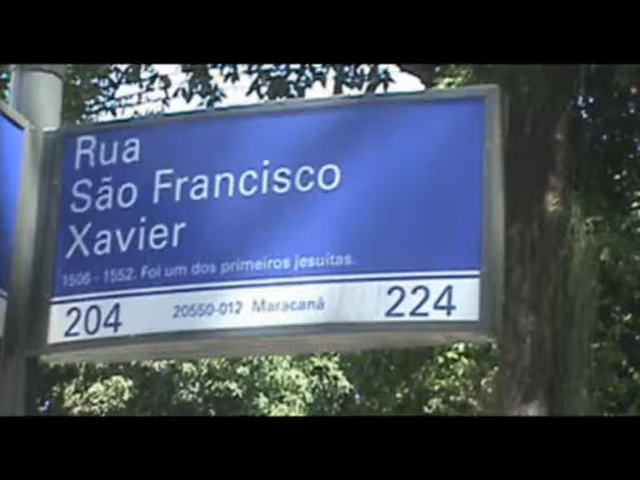 Rua
São Francisco
Xavier
1506 - 1552. Foi um dos primeiros jesuítas.
204 20550-012 Maracanã 224